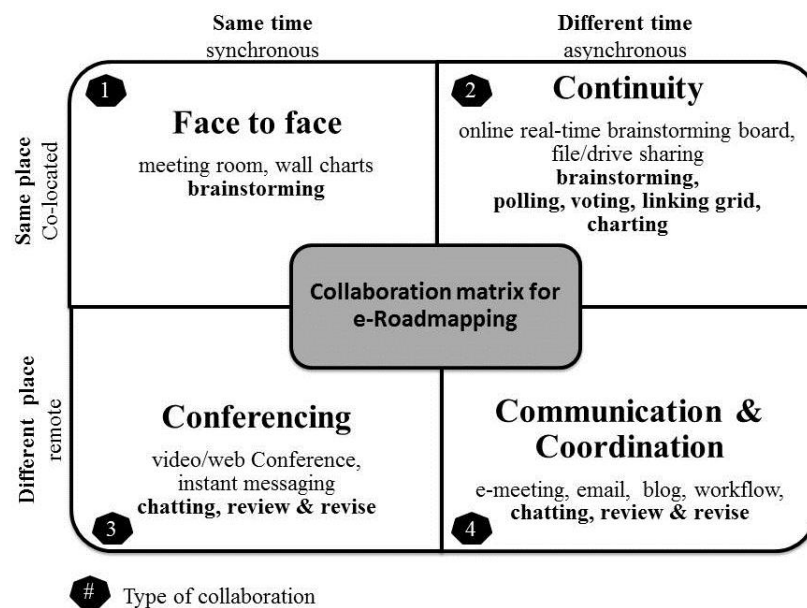 Same time
synchronous
Different time
asynchronous
Same place
Co-located
1
Face to face
meeting room, wall charts
brainstorming
2
Continuity
online real-time brainstorming board,
file/drive sharing
brainstorming,
polling, voting, linking grid,
charting
Collaboration matrix for
e-Roadmapping
Different place
remote
Conferencing
video/web Conference,
instant messaging
chatting, review & revise
3
Communication &
Coordination
e-meeting, email, blog, workflow,
chatting, review & revise
4
# Type of collaboration